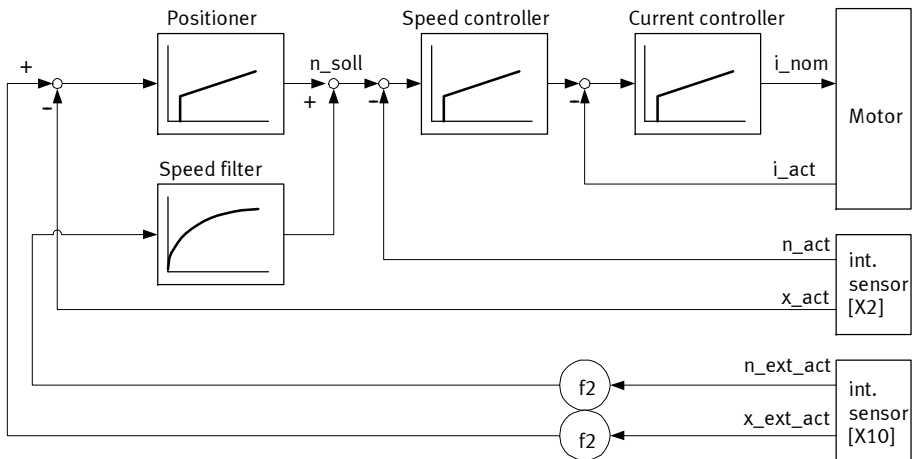 Positioner
Speed controller
Current controller
+
-
n_soll
+
-
-
i_nom
Motor
i_act
Speed filter
n_act
int.
sensor
[X2]
x_act
n_ext_act
f2
int.
sensor
[X10]
x_ext_act
f2